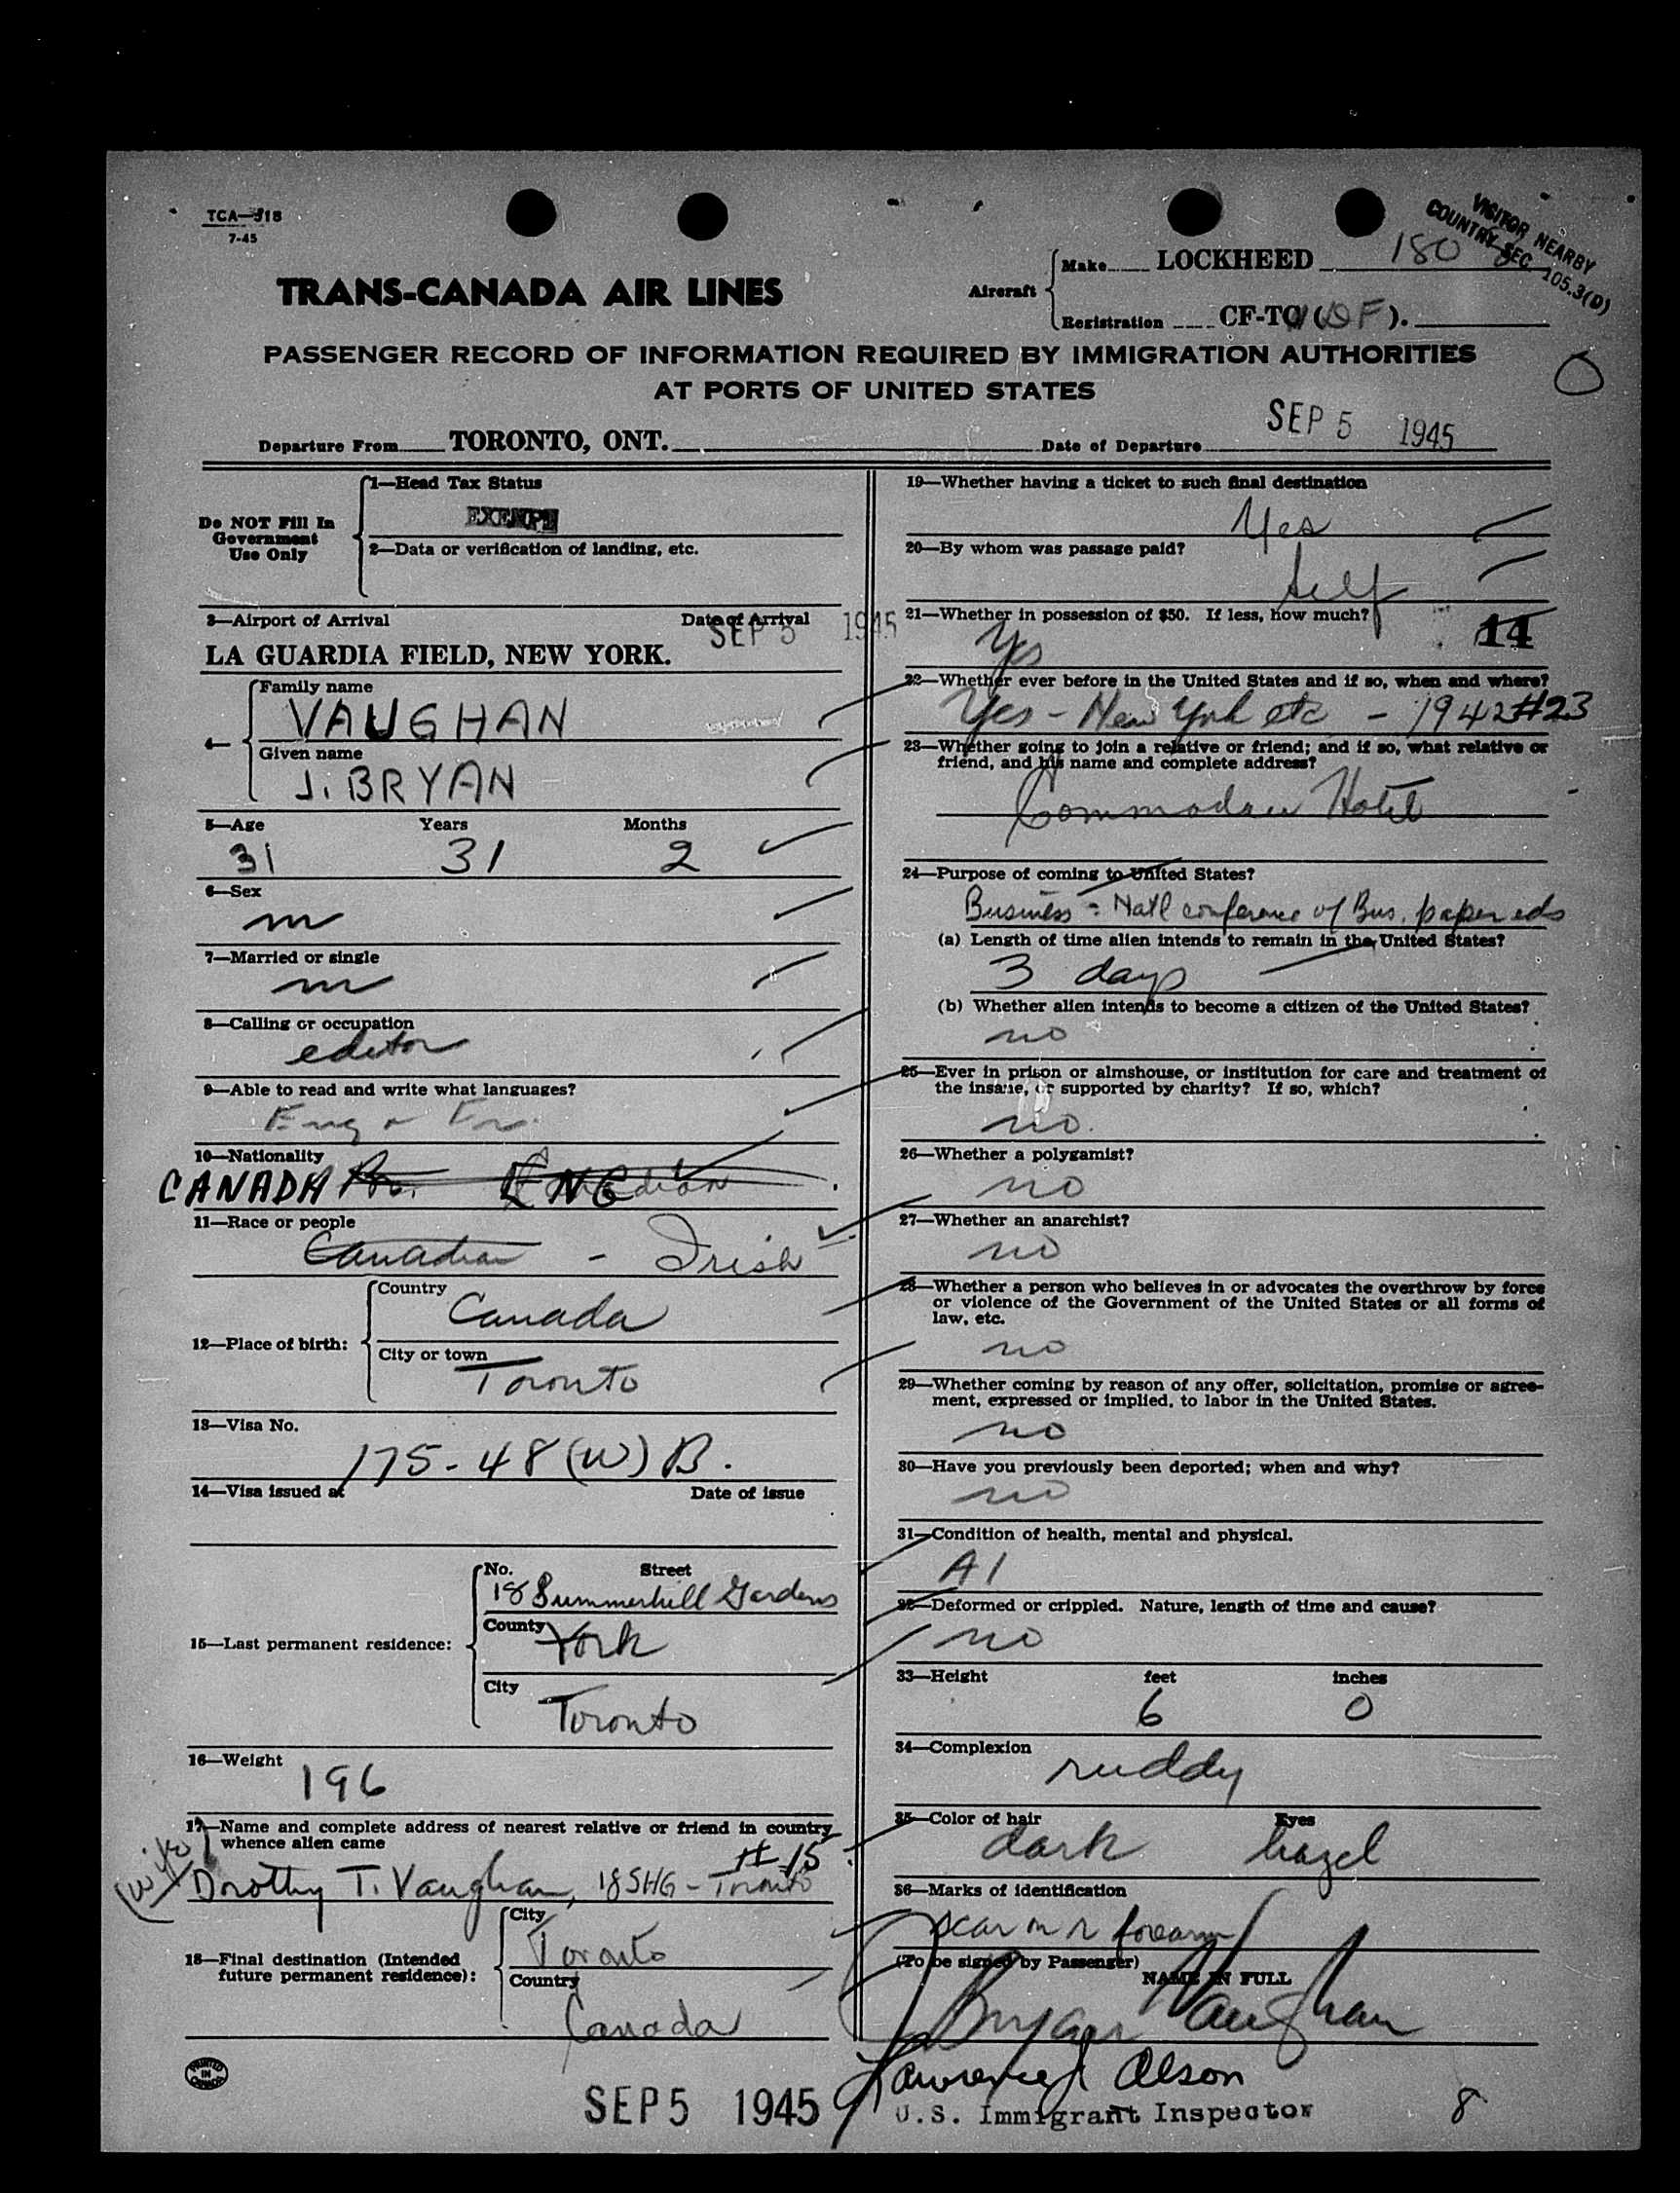 TCA—318
7-45
VISITOR NEARBY
COUNTRY SEC. 105.3(D)
TRANS-CANADA AIR LINES
Aircraft
Make LOCKHEED 180
Registration CF-TC ( F ).
PASSENGER RECORD OF INFORMATION REQUIRED BY IMMIGRATION AUTHORITIES
AT PORTS OF UNITED STATES
Departure From TORONTO, ONT.
Date of Departure SEP 5 1945
Do NOT Fill In
Government
Use Only
1—Head Tax Status
EXEMPT
2—Data or verification of landing, etc.
3—Airport of Arrival Date of Arrival
SEP 5 1945
LA GUARDIA FIELD, NEW YORK.
4—
Family name
VAUGHAN
Given name
J. BRYAN
5—Age Years Months
31 31 2
6—Sex
m
7—Married or single
m
8—Calling or occupation
editor
9—Able to read and write what languages?
Eng & Fr.
10—Nationality
CANADA ENG
11—Race or people
Canadian - Irish
12—Place of birth:
Country
Canada
City or town
Toronto
13—Visa No.
175-48 (W) B.
14—Visa issued at Date of issue
15—Last permanent residence:
No. Street
18 Summerhill Gardens
County
York
City
Toronto
16—Weight
196
17—Name and complete address of nearest relative or friend in country
whence alien came
# 15
(wife)
Dorothy T. Vaughan, 18 SHG - Toronto
18—Final destination (Intended
future permanent residence):
City
Toronto
Country
Canada
PRINTED
IN
CANADA
SEP 5 1945
19—Whether having a ticket to such final destination
Yes
20—By whom was passage paid?
self
21—Whether in possession of $50. If less, how much?
Yes
14
22—Whether ever before in the United States and if so, when and where?
Yes - New York etc - 1942 #23
23—Whether going to join a relative or friend; and if so, what relative or
friend, and his name and complete address?
Commodore Hotel
24—Purpose of coming to United States?
Business - Natl conference of Bus. paper eds
(a) Length of time alien intends to remain in the United States?
3 days
(b) Whether alien intends to become a citizen of the United States?
no
25—Ever in prison or almshouse, or institution for care and treatment of
the insane, or supported by charity? If so, which?
no.
26—Whether a polygamist?
no
27—Whether an anarchist?
no
28—Whether a person who believes in or advocates the overthrow by force
or violence of the Government of the United States or all forms of
law, etc.
no
29—Whether coming by reason of any offer, solicitation, promise or agree-
ment, expressed or implied, to labor in the United States.
no
30—Have you previously been deported; when and why?
no
31—Condition of health, mental and physical.
A1
32—Deformed or crippled. Nature, length of time and cause?
no
33—Height feet inches
6 0
34—Complexion
ruddy
35—Color of hair Eyes
dark hazel
36—Marks of identification
scar on r forearm
(To be signed by Passenger)
NAME IN FULL
J Bryan Vaughan
Lawrence J Olson
U.S. Immigrant Inspector
8